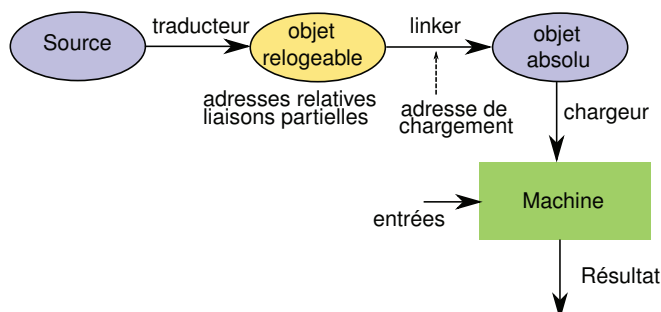 Source
traducteur
objet
relogeable
adresses relatives
liaisons partielles
linker
adresse de
chargement
objet
absolu
chargeur
entrées
Machine
Résultat